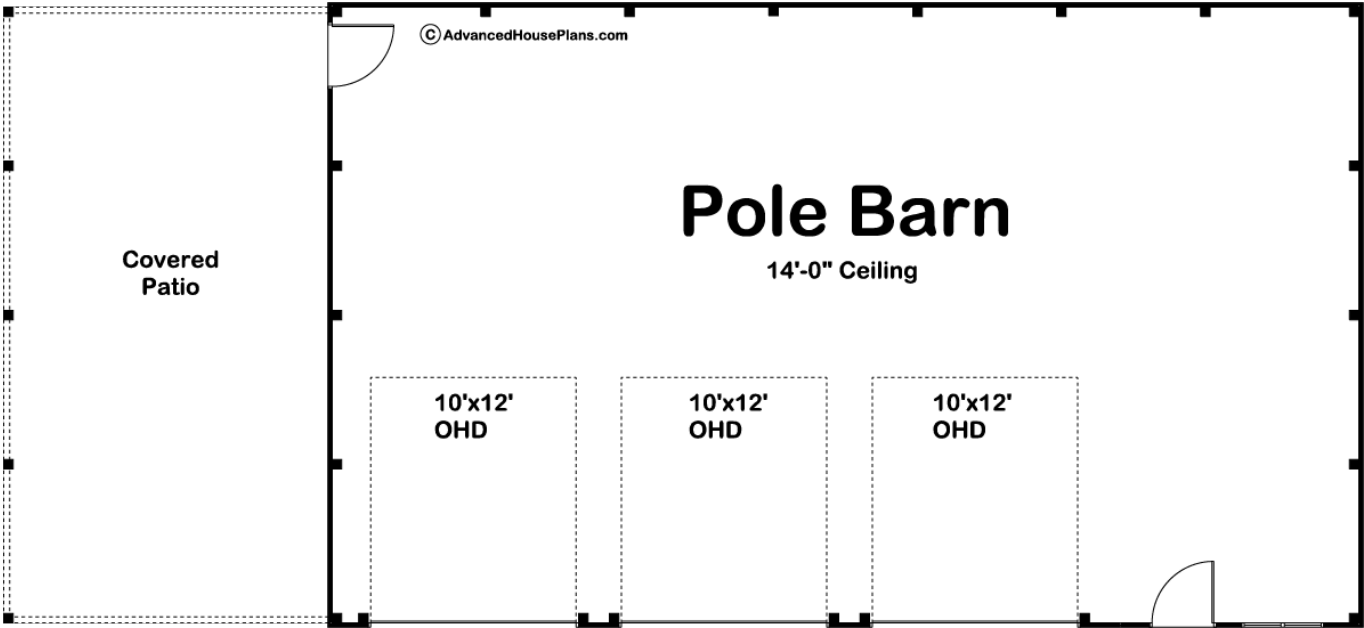 © AdvancedHousePlans.com
Pole Barn
14'-0" Ceiling
Covered
Patio
10'x12'
OHD
10'x12'
OHD
10'x12'
OHD